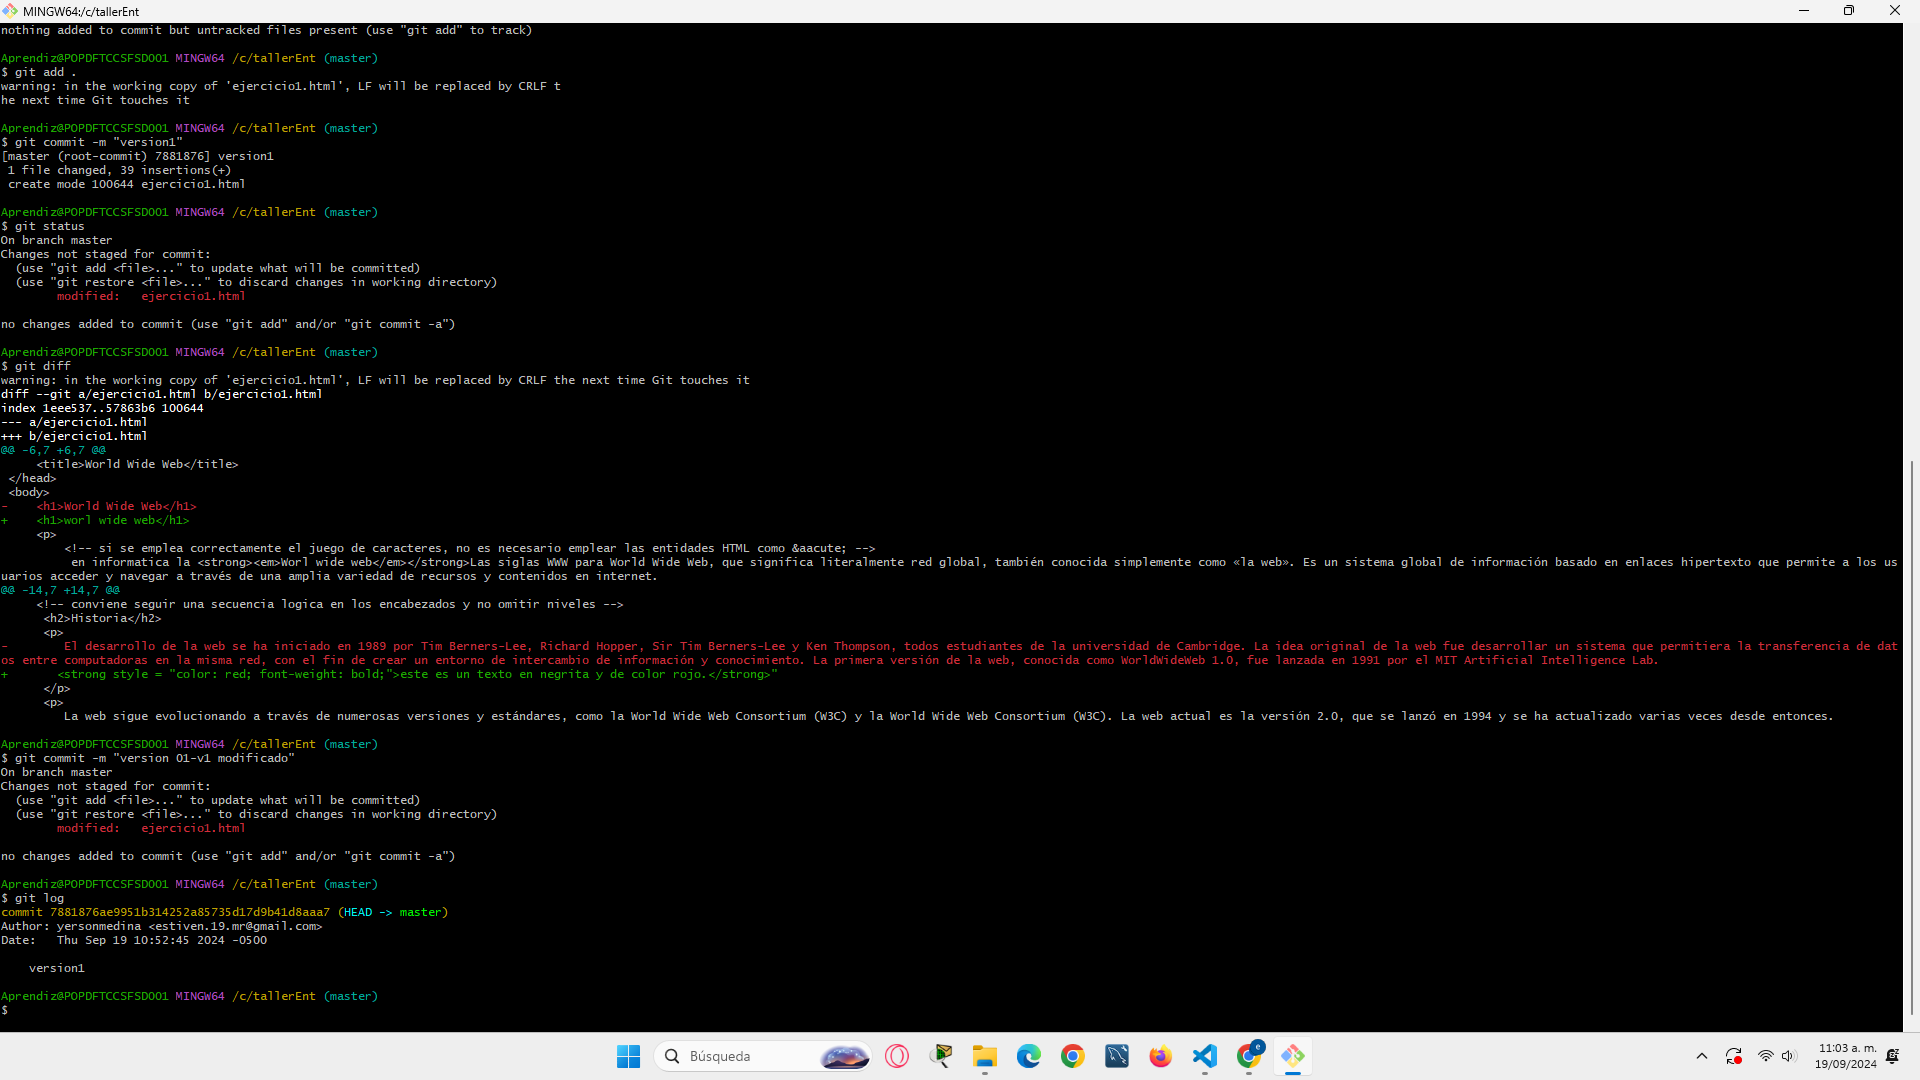 MINGW64:/c/tallerEnt
nothing added to commit but untracked files present (use "git add" to track)
Aprendiz@POPDFTCCSFSD001 MINGW64 /c/tallerEnt (master)
$ git add .
warning: in the working copy of 'ejercicio1.html', LF will be replaced by CRLF t
he next time Git touches it
Aprendiz@POPDFTCCSFSD001 MINGW64 /c/tallerEnt (master)
$ git commit -m "version1"
[master (root-commit) 7881876] version1
 1 file changed, 39 insertions(+)
 create mode 100644 ejercicio1.html
Aprendiz@POPDFTCCSFSD001 MINGW64 /c/tallerEnt (master)
$ git status
On branch master
Changes not staged for commit:
  (use "git add <file>..." to update what will be committed)
  (use "git restore <file>..." to discard changes in working directory)
        modified:   ejercicio1.html
no changes added to commit (use "git add" and/or "git commit -a")
Aprendiz@POPDFTCCSFSD001 MINGW64 /c/tallerEnt (master)
$ git diff
warning: in the working copy of 'ejercicio1.html', LF will be replaced by CRLF the next time Git touches it
diff --git a/ejercicio1.html b/ejercicio1.html
index 1eee537..57863b6 100644
--- a/ejercicio1.html
+++ b/ejercicio1.html
@@ -6,7 +6,7 @@
     <title>World Wide Web</title>
 </head>
 <body>
-    <h1>World Wide Web</h1>
+    <h1>worl wide web</h1>
     <p>
         <!-- si se emplea correctamente el juego de caracteres, no es necesario emplear las entidades HTML como &aacute; -->
          en informatica la <strong><em>Worl wide web</em></strong>Las siglas WWW para World Wide Web, que significa literalmente red global, también conocida simplemente como «la web». Es un sistema global de información basado en enlaces hipertexto que permite a los us
uarios acceder y navegar a través de una amplia variedad de recursos y contenidos en internet.
@@ -14,7 +14,7 @@
     <!-- conviene seguir una secuencia logica en los encabezados y no omitir niveles -->
      <h2>Historia</h2>
      <p>
-        El desarrollo de la web se ha iniciado en 1989 por Tim Berners-Lee, Richard Hopper, Sir Tim Berners-Lee y Ken Thompson, todos estudiantes de la universidad de Cambridge. La idea original de la web fue desarrollar un sistema que permitiera la transferencia de dat
os entre computadoras en la misma red, con el fin de crear un entorno de intercambio de información y conocimiento. La primera versión de la web, conocida como WorldWideWeb 1.0, fue lanzada en 1991 por el MIT Artificial Intelligence Lab.
+       <strong style = "color: red; font-weight: bold;">este es un texto en negrita y de color rojo.</strong>"
      </p>
      <p>
         La web sigue evolucionando a través de numerosas versiones y estándares, como la World Wide Web Consortium (W3C) y la World Wide Web Consortium (W3C). La web actual es la versión 2.0, que se lanzó en 1994 y se ha actualizado varias veces desde entonces.
Aprendiz@POPDFTCCSFSD001 MINGW64 /c/tallerEnt (master)
$ git commit -m "version 01-v1 modificado"
On branch master
Changes not staged for commit:
  (use "git add <file>..." to update what will be committed)
  (use "git restore <file>..." to discard changes in working directory)
        modified:   ejercicio1.html
no changes added to commit (use "git add" and/or "git commit -a")
Aprendiz@POPDFTCCSFSD001 MINGW64 /c/tallerEnt (master)
$ git log
commit 7881876ae9951b314252a85735d17d9b41d8aaa7 (HEAD -> master)
Author: yersonmedina <estiven.19.mr@gmail.com>
Date:   Thu Sep 19 10:52:45 2024 -0500
    version1
Aprendiz@POPDFTCCSFSD001 MINGW64 /c/tallerEnt (master)
$
Búsqueda
11:03 a. m.
19/09/2024